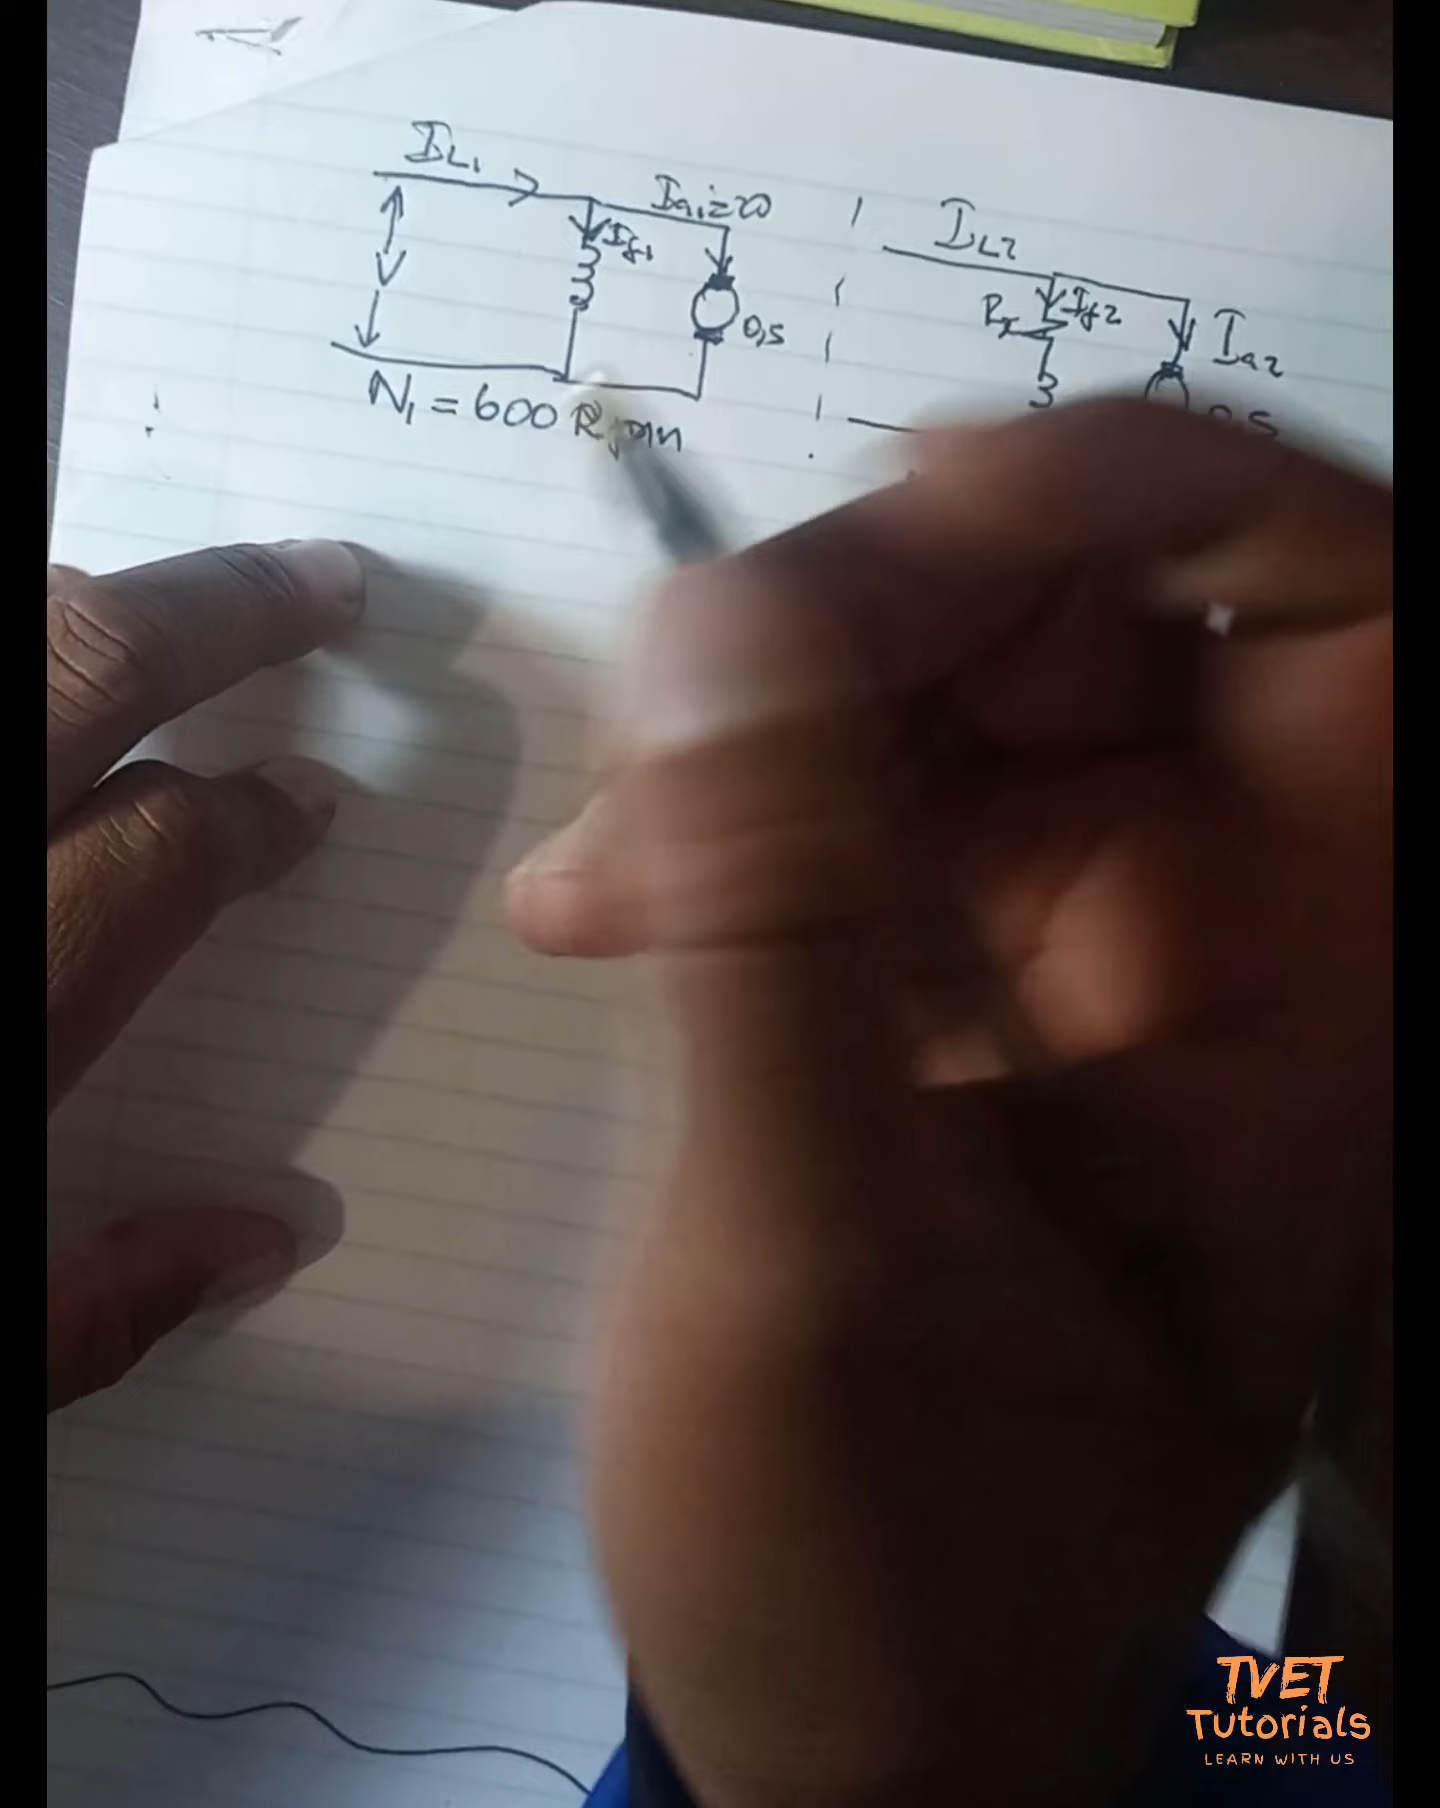 IL1
Ia1=20
If1
V
0,5
N1 = 600 R.pm
IL2
Rx
If2
Ia2
0,5
TVET
Tutorials
LEARN WITH US